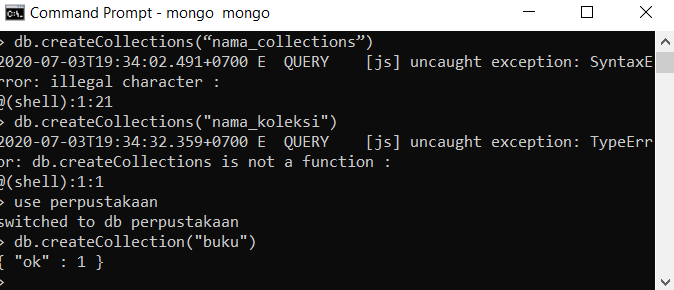 Command Prompt - mongo mongo
> db.createCollections(“nama_collections”)
2020-07-03T19:34:02.491+0700 E QUERY [js] uncaught exception: SyntaxE
rror: illegal character :
@(shell):1:21
> db.createCollections("nama_koleksi")
2020-07-03T19:34:32.359+0700 E QUERY [js] uncaught exception: TypeErr
or: db.createCollections is not a function :
@(shell):1:1
> use perpustakaan
switched to db perpustakaan
> db.createCollection("buku")
{ "ok" : 1 }
>